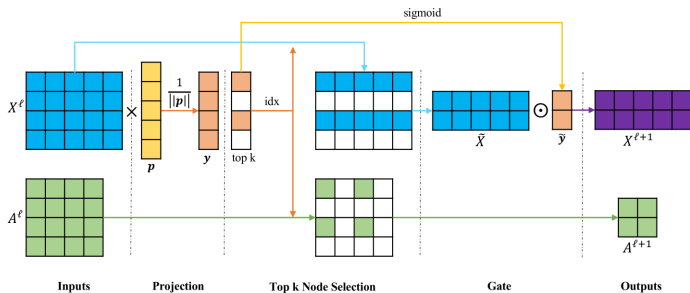 sigmoid
X^ℓ
×
1
||p||
idx
⊙
p
y
top k
X̃
ỹ
X^{ℓ+1}
A^ℓ
A^{ℓ+1}
Inputs Projection Top k Node Selection Gate Outputs